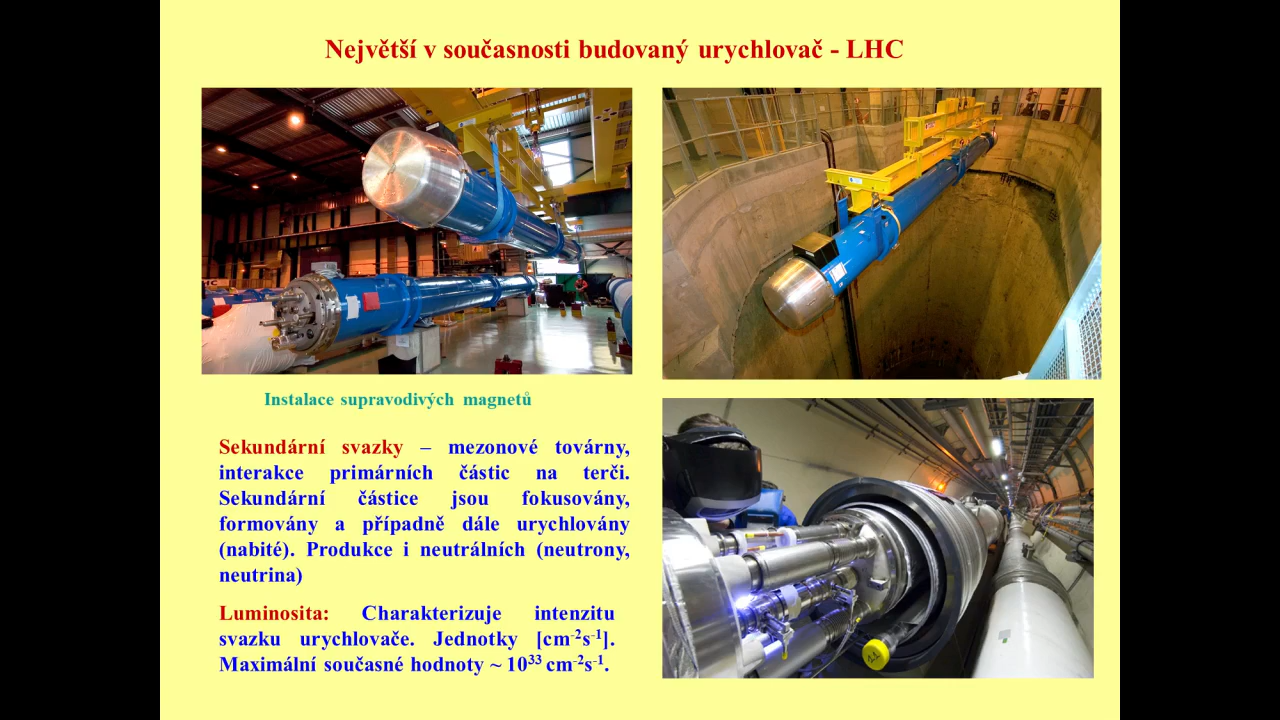 Největší v současnosti budovaný urychlovač - LHC
Instalace supravodivých magnetů
Sekundární svazky – mezonové továrny,
interakce primárních částic na terči.
Sekundární částice jsou fokusovány,
formovány a případně dále urychlovány
(nabité). Produkce i neutrálních (neutrony,
neutrina)
Luminosita: Charakterizuje intenzitu
svazku urychlovače. Jednotky [cm⁻²s⁻¹].
Maximální současné hodnoty ~ 10³³ cm⁻²s⁻¹.